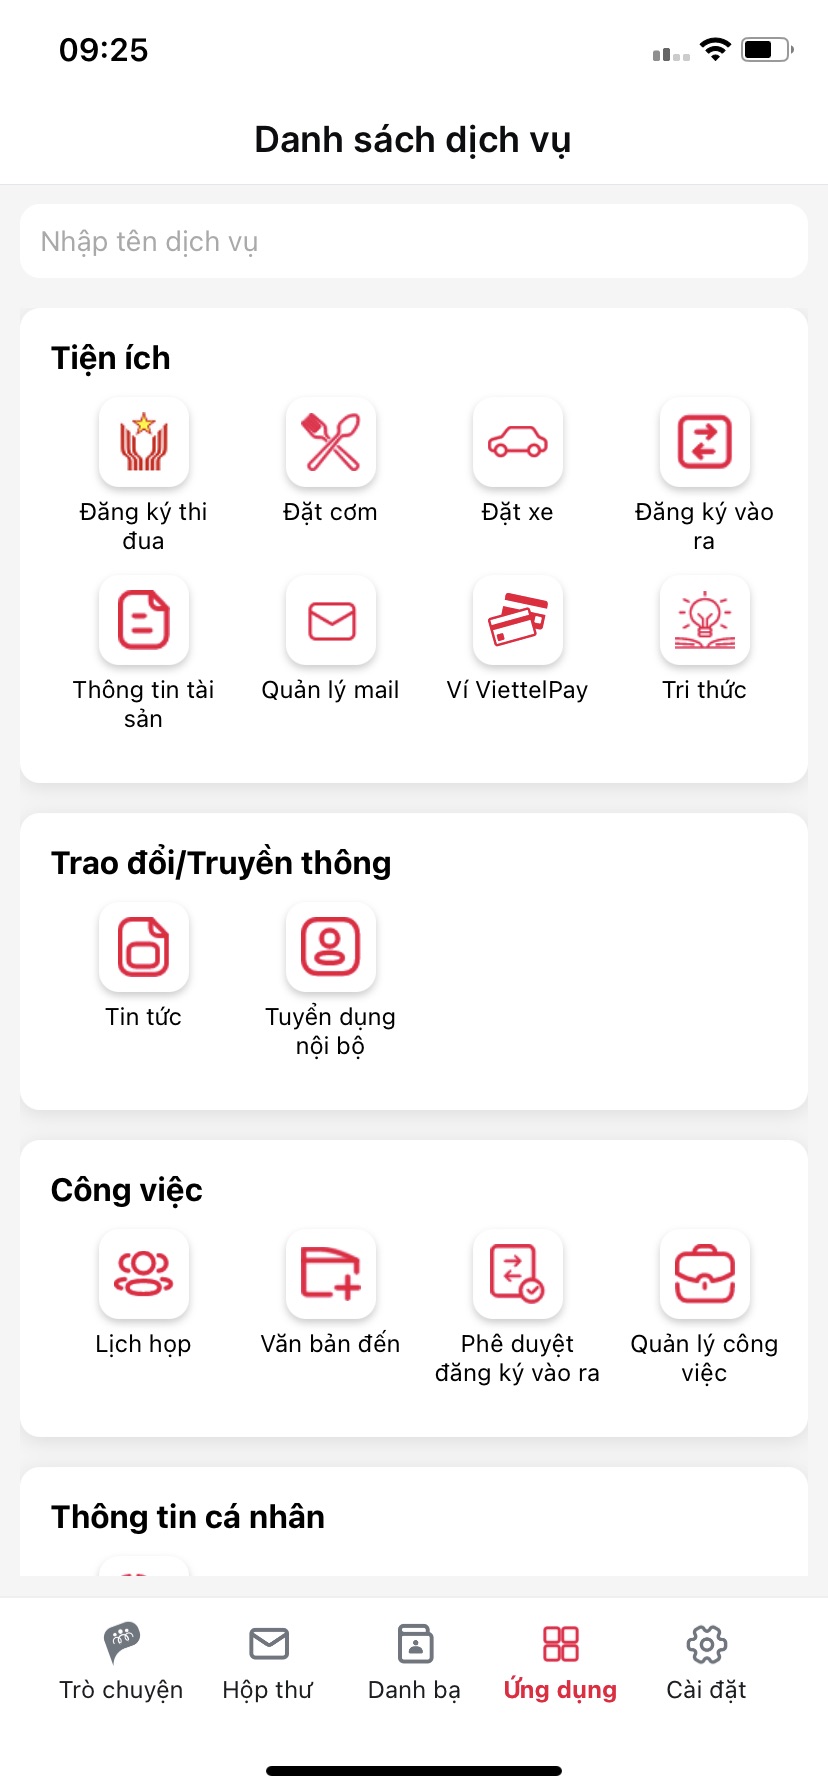 09:25
Danh sách dịch vụ
Nhập tên dịch vụ
Tiện ích
Đăng ký thi
đua
Đặt cơm
Đặt xe
Đăng ký vào
ra
Thông tin tài
sản
Quản lý mail
Ví ViettelPay
Tri thức
Trao đổi/Truyền thông
Tin tức
Tuyển dụng
nội bộ
Công việc
Lịch họp
Văn bản đến
Phê duyệt
đăng ký vào ra
Quản lý công
việc
Thông tin cá nhân
Trò chuyện
Hộp thư
Danh bạ
Ứng dụng
Cài đặt